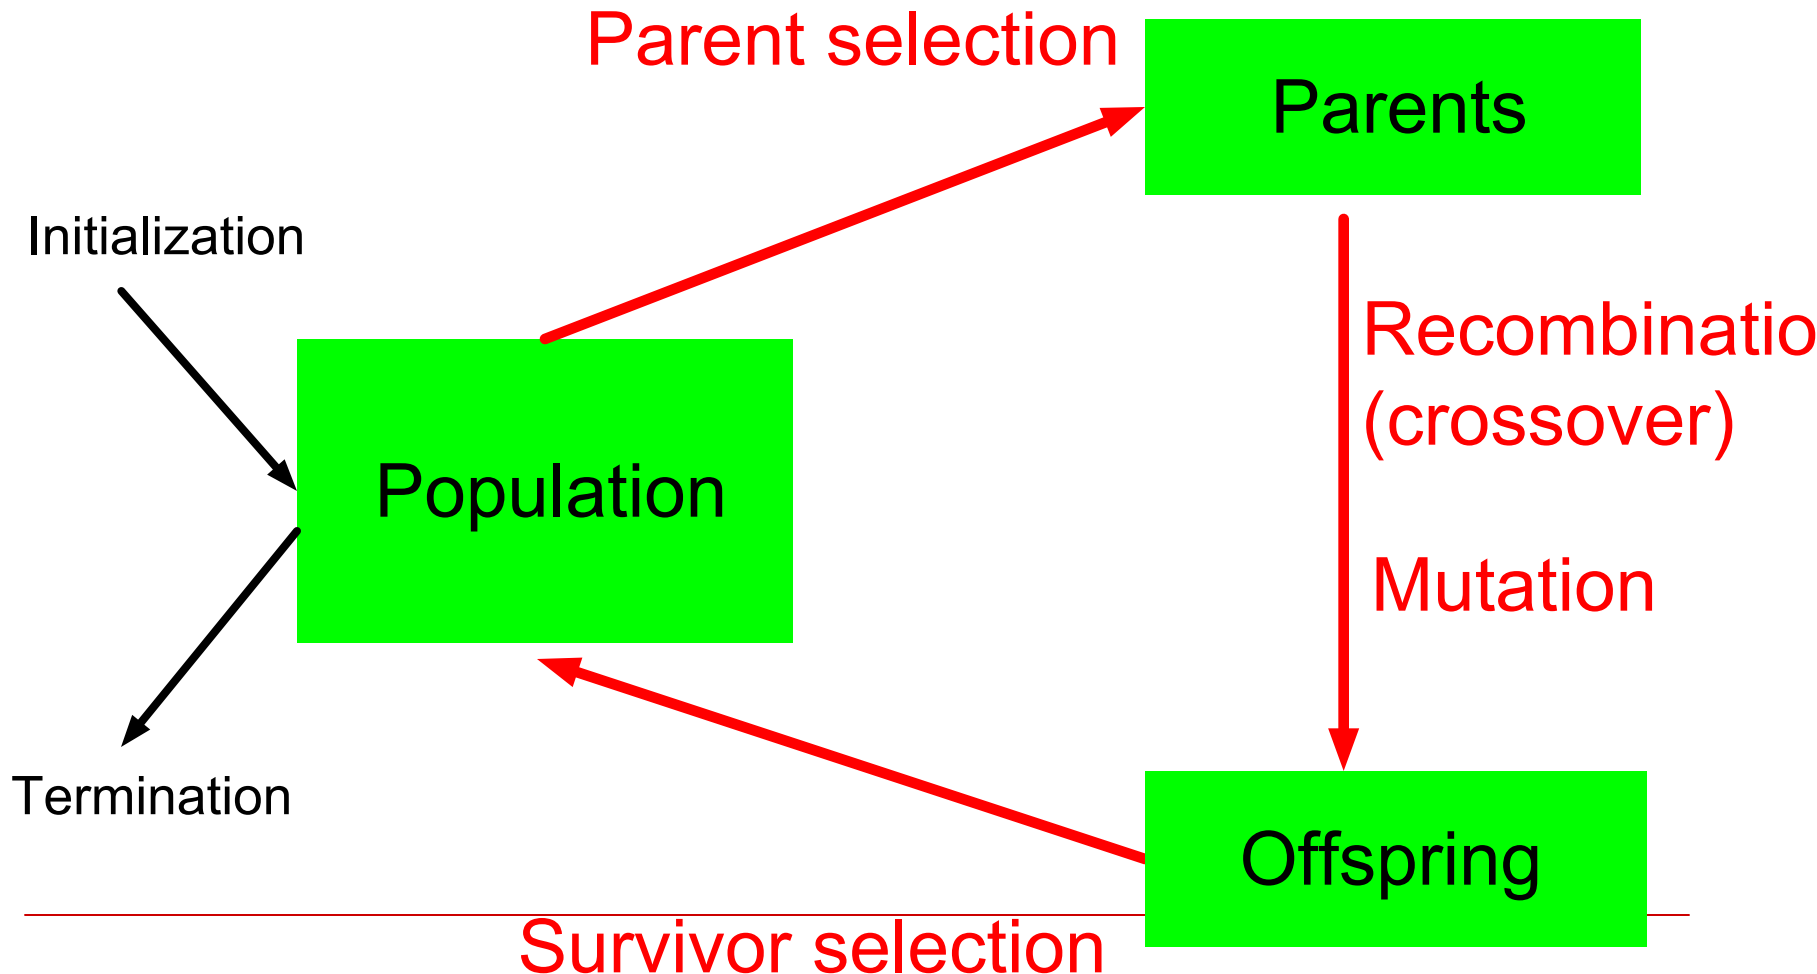 Parent selection
Parents
Initialization
Recombinatio
(crossover)
Population
Mutation
Termination
Offspring
Survivor selection